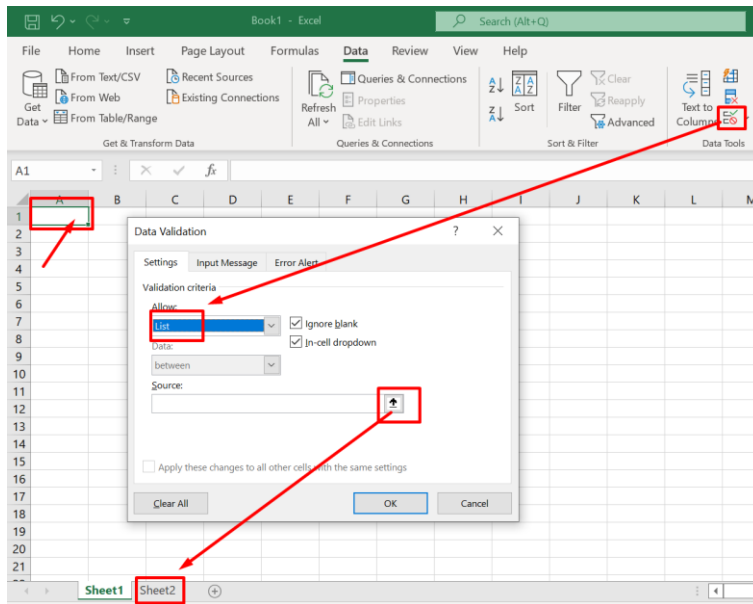 Book1 - Excel
Search (Alt+Q)
File Home Insert Page Layout Formulas Data Review View Help
Get Data
From Text/CSV
From Web
From Table/Range
Recent Sources
Existing Connections
Get & Transform Data
Refresh All
Queries & Connections
Properties
Edit Links
Queries & Connections
Sort
Filter
Clear
Reapply
Advanced
Sort & Filter
Text to
Data Tools
A1
fx
A B C D E F G H I J K L M
1
2
3
4
5
6
7
8
9
10
11
12
13
14
15
16
17
18
19
20
21
Data Validation ?
Settings Input Message Error Alert
Validation criteria
Allow:
List
Ignore blank
In-cell dropdown
Data:
between
Source:
Apply these changes to all other cells with the same settings
Clear All OK Cancel
Sheet1 Sheet2